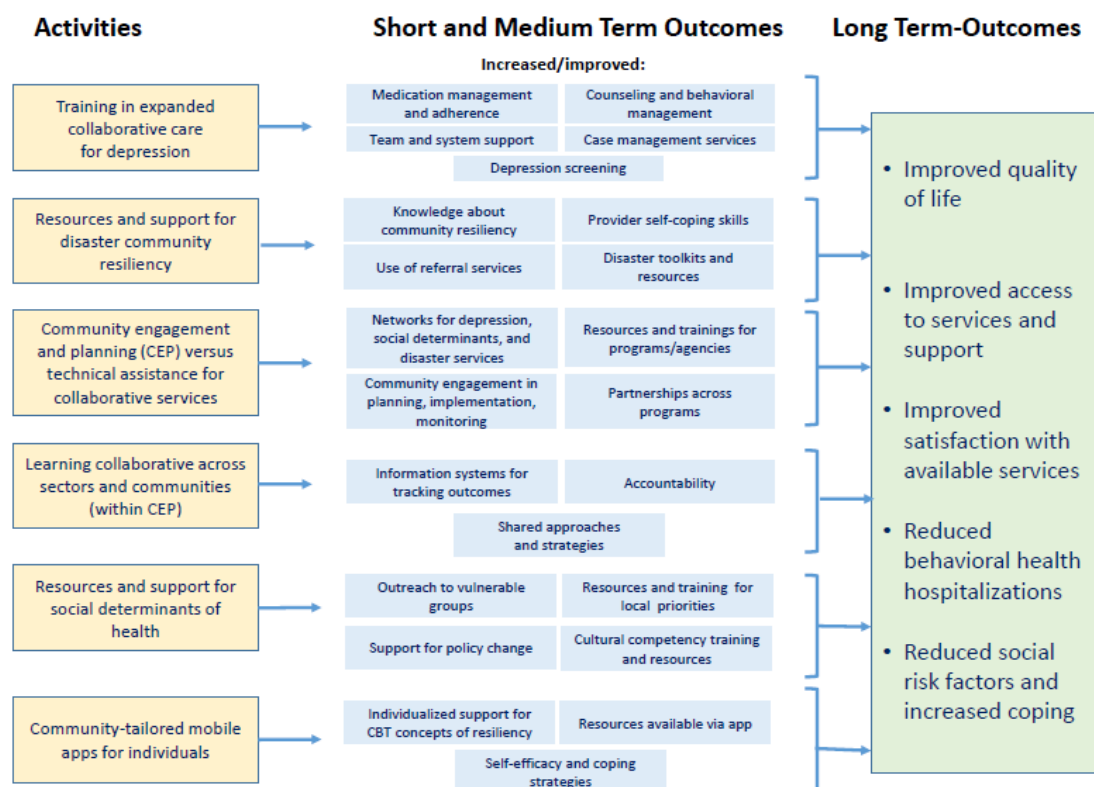 Activities
Short and Medium Term Outcomes
Long Term-Outcomes
Increased/improved:
Training in expanded
collaborative care
for depression
Medication management
and adherence
Counseling and behavioral
management
Team and system support
Case management services
Depression screening
Resources and support for
disaster community
resiliency
Knowledge about
community resiliency
Provider self-coping skills
Use of referral services
Disaster toolkits and
resources
Community engagement
and planning (CEP) versus
technical assistance for
collaborative services
Networks for depression,
social determinants, and
disaster services
Resources and trainings for
programs/agencies
Community engagement in
planning, implementation,
monitoring
Partnerships across
programs
Learning collaborative across
sectors and communities
(within CEP)
Information systems for
tracking outcomes
Accountability
Shared approaches
and strategies
Resources and support for
social determinants of
health
Outreach to vulnerable
groups
Resources and training for
local priorities
Support for policy change
Cultural competency training
and resources
Community-tailored mobile
apps for individuals
Individualized support for
CBT concepts of resiliency
Resources available via app
Self-efficacy and coping
strategies
• Improved quality
of life
• Improved access
to services and
support
• Improved
satisfaction with
available services
• Reduced
behavioral health
hospitalizations
• Reduced social
risk factors and
increased coping